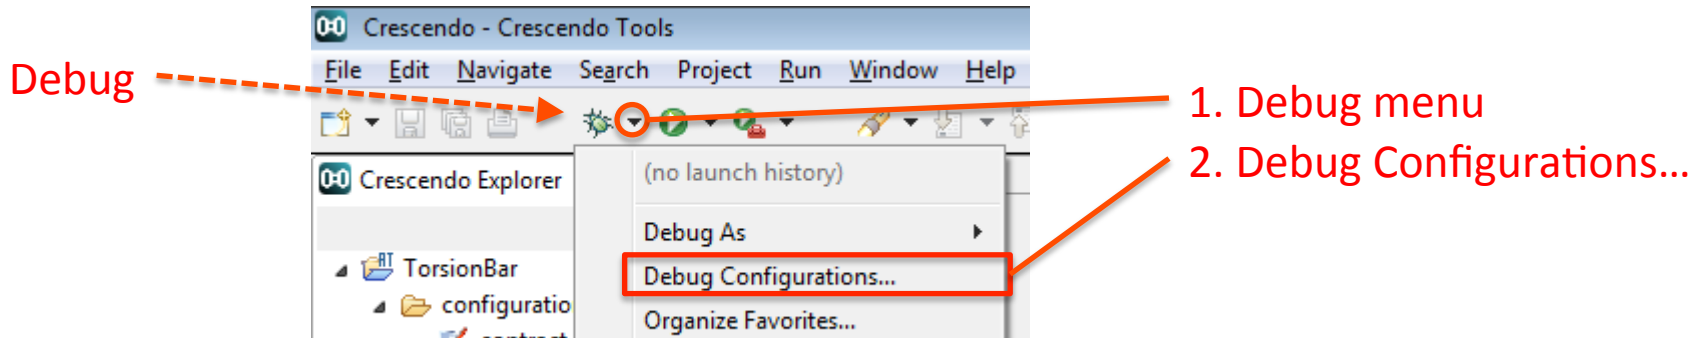 Crescendo - Crescendo Tools
File Edit Navigate Search Project Run Window Help
Debug
1. Debug menu
2. Debug Configurations...
Crescendo Explorer
(no launch history)
Debug As
TorsionBar
Debug Configurations...
configuratio
Organize Favorites...
contract